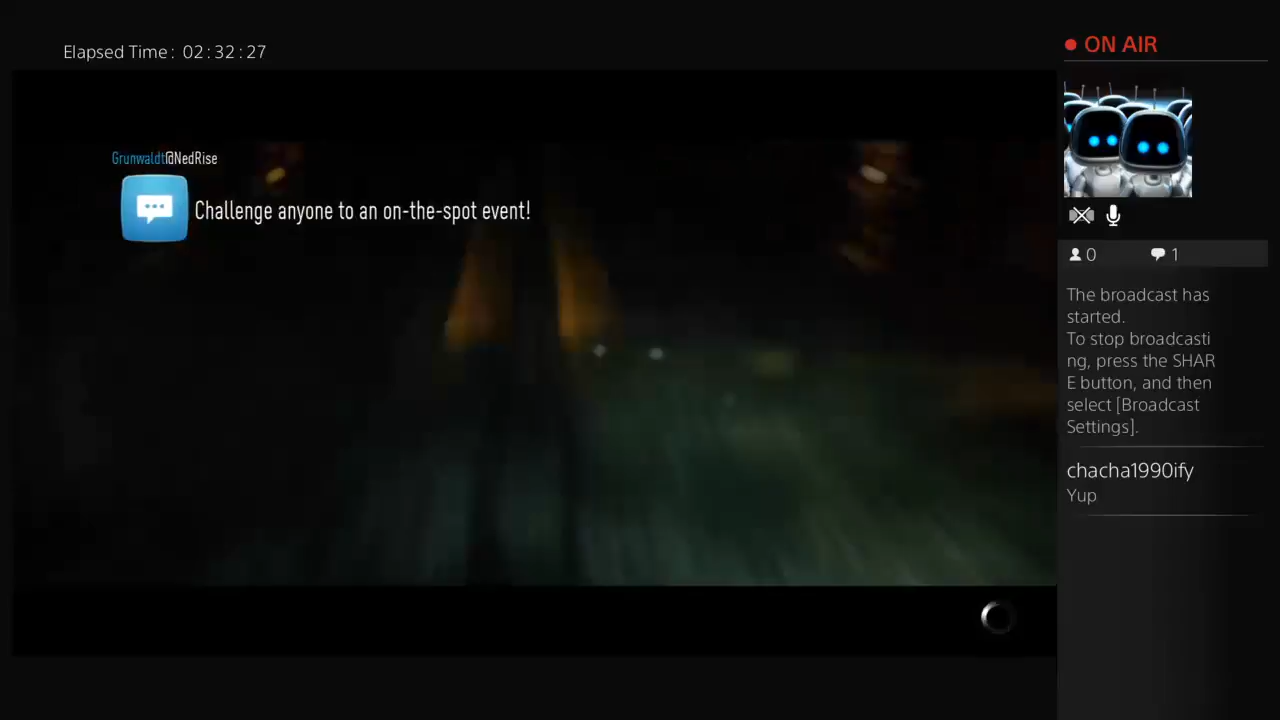 Elapsed Time: 02:32:27
ON AIR
Grunwaldt@NedRise
Challenge anyone to an on-the-spot event!
0 1
The broadcast has
started.
To stop broadcasti
ng, press the SHAR
E button, and then
select [Broadcast
Settings].
chacha1990ify
Yup